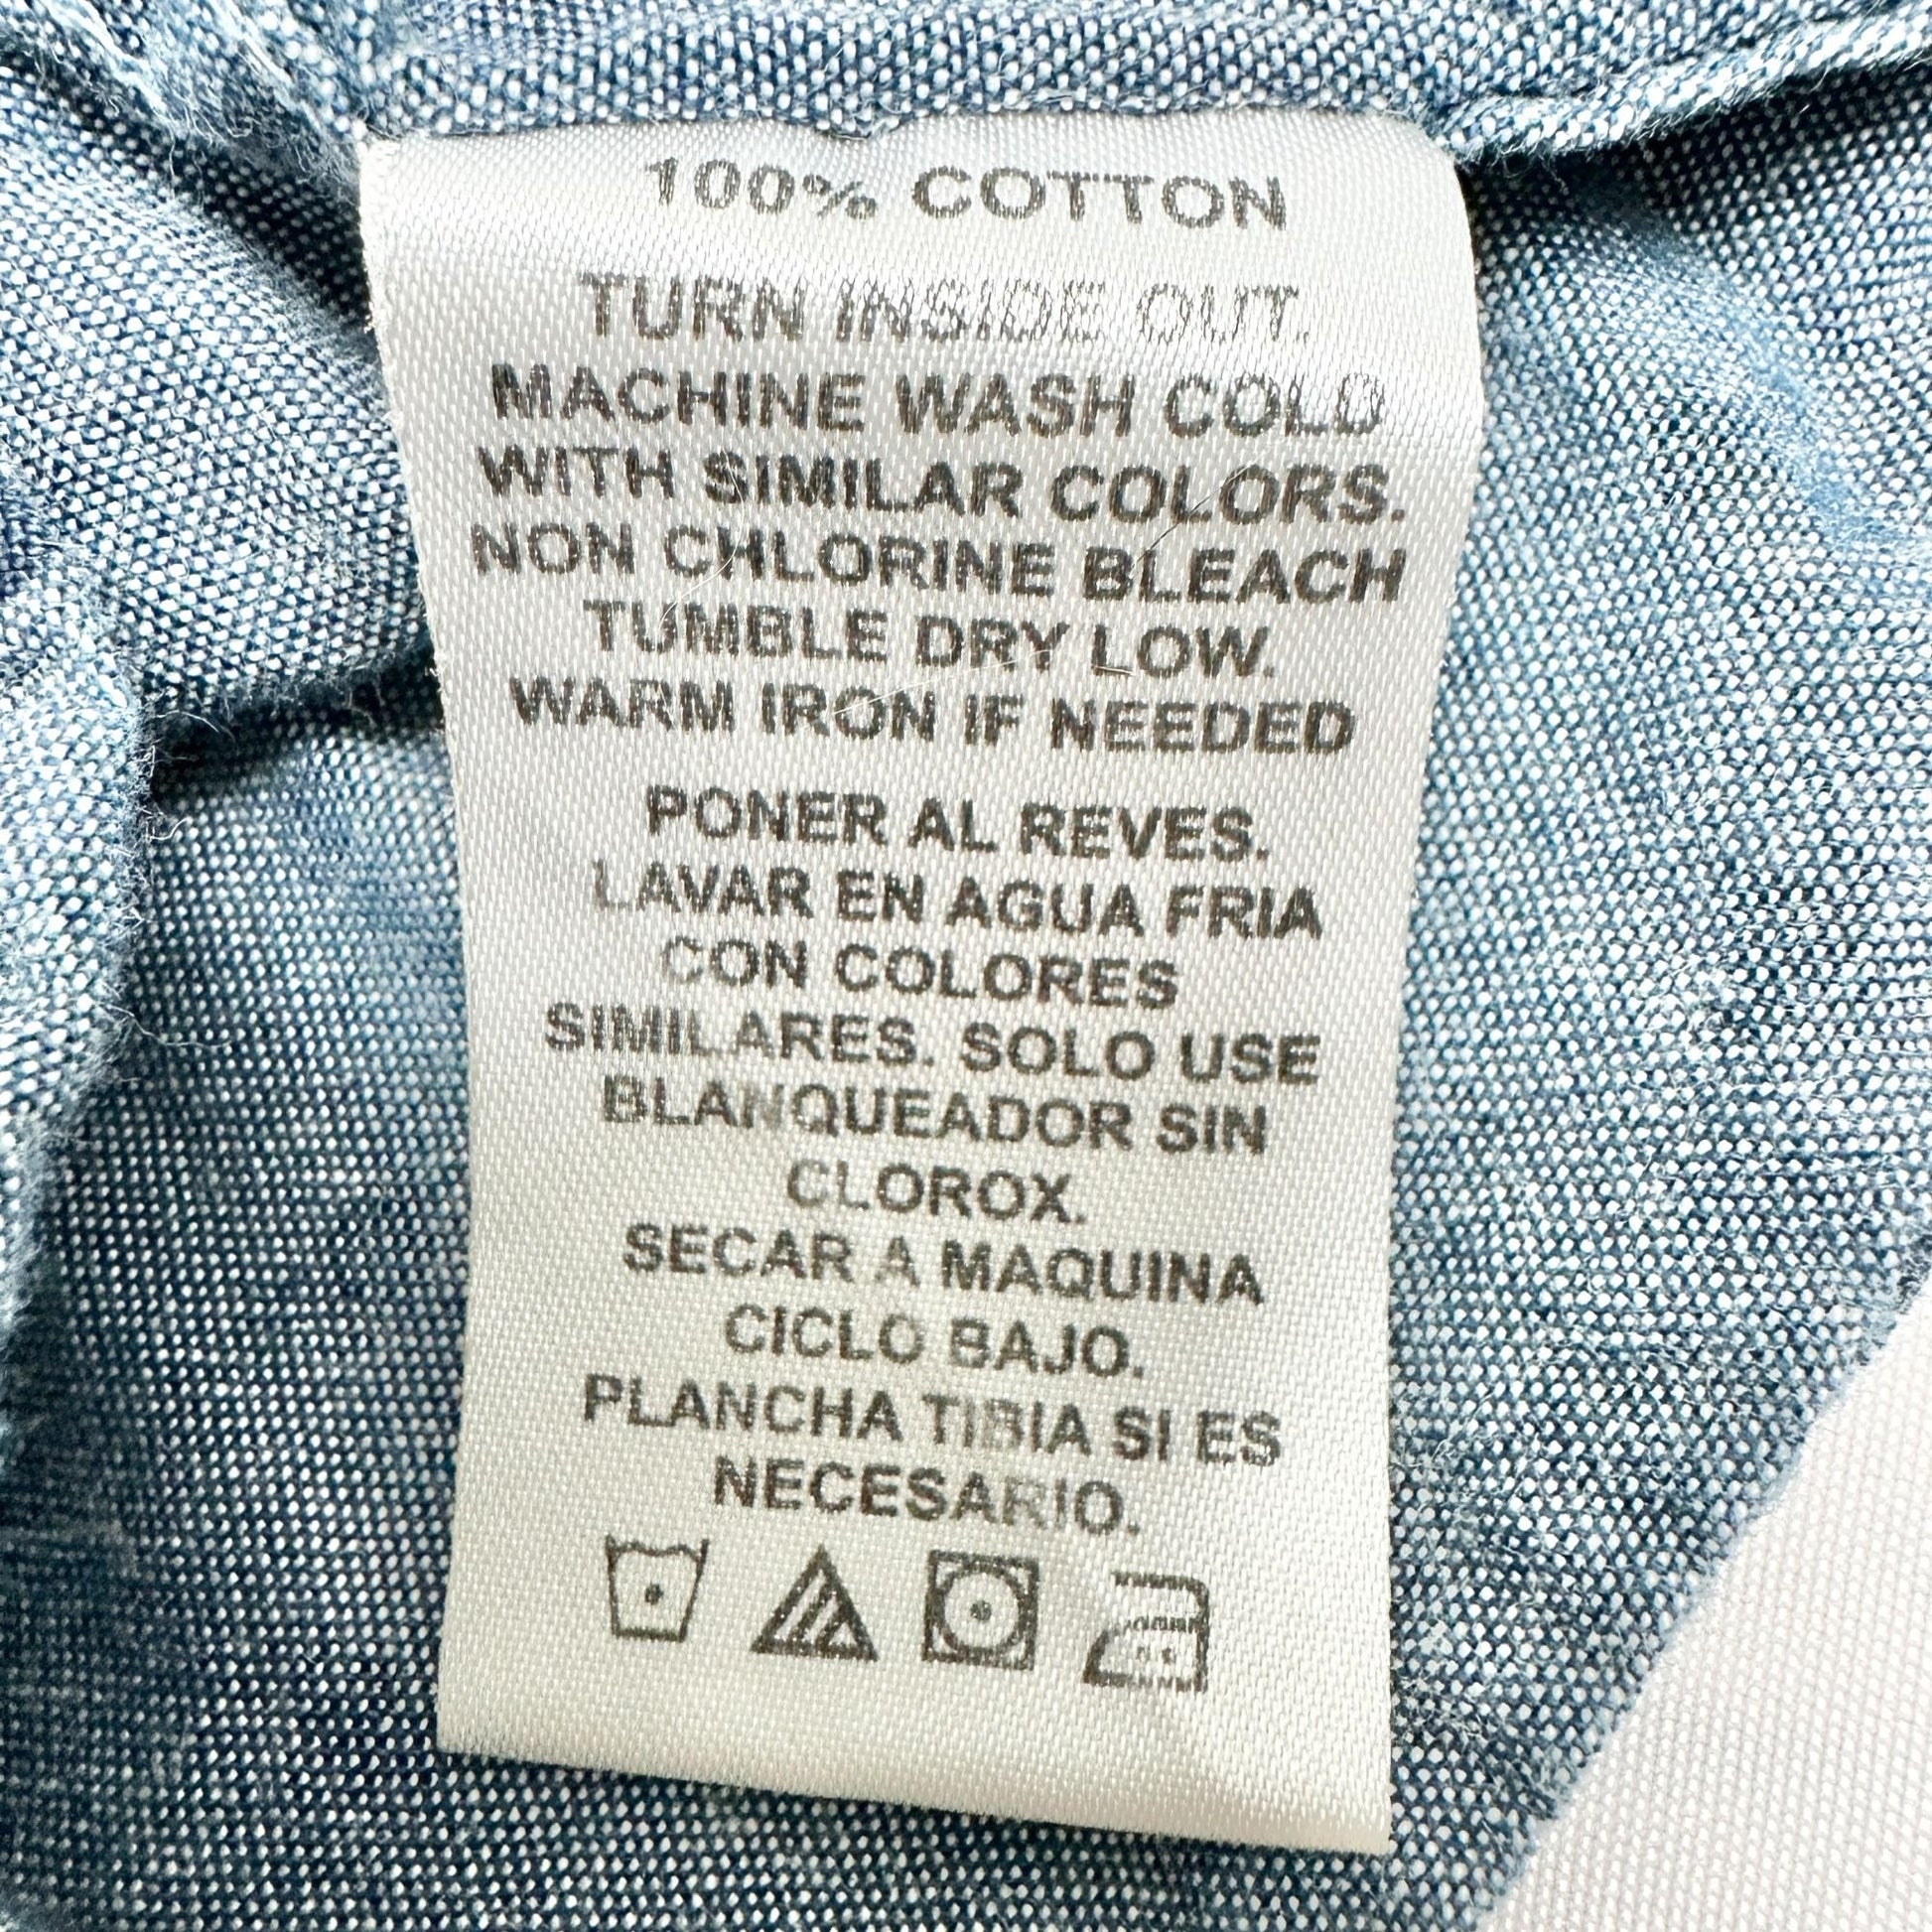 100% COTTON
TURN INSIDE OUT.
MACHINE WASH COLD
WITH SIMILAR COLORS.
NON CHLORINE BLEACH
TUMBLE DRY LOW.
WARM IRON IF NEEDED
PONER AL REVES.
LAVAR EN AGUA FRIA
CON COLORES
SIMILARES. SOLO USE
BLANQUEADOR SIN
CLOROX.
SECAR A MAQUINA
CICLO BAJO.
PLANCHA TIBIA SI ES
NECESARIO.